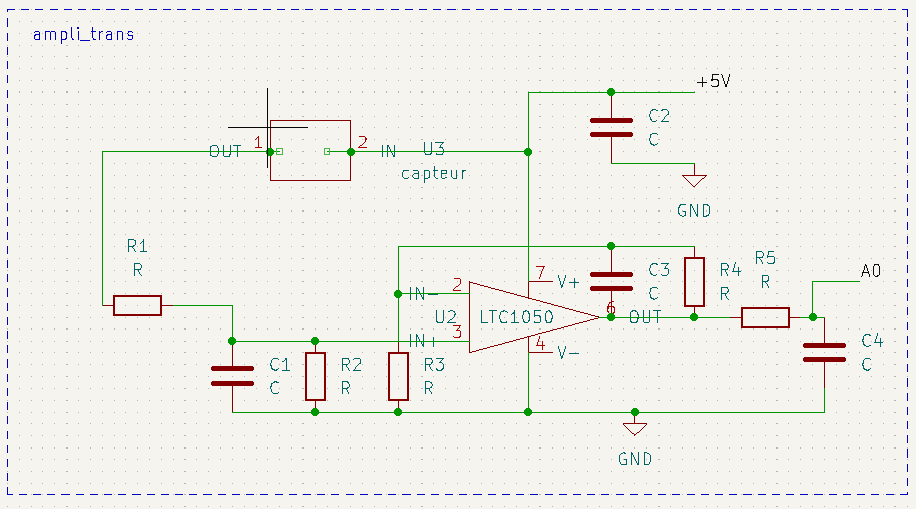 ampli_trans
+5V
C2
C
1
2
OUT
IN
U3
capteur
GND
R1
R
R5
R
A0
7
V+
C3
C
R4
R
2
IN-
6
U2
LTC1050
OUT
3
IN+
4
V-
C4
C
C1
C
R2
R
R3
R
GND